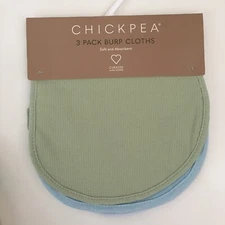 CHICKPEA®
3 PACK BURP CLOTHS
Soft and Absorbent